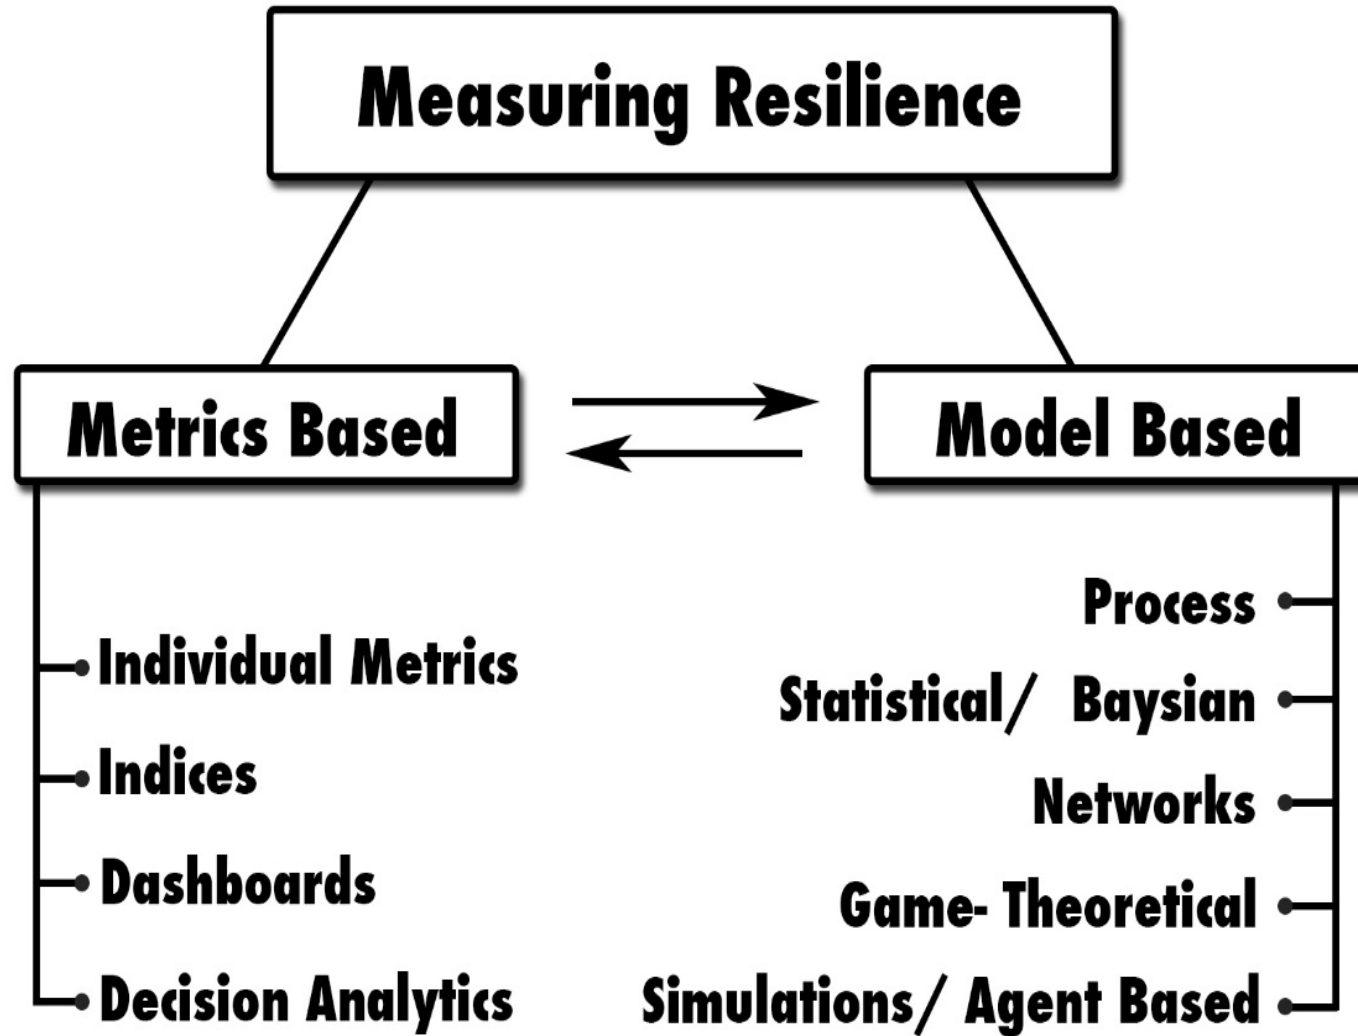 Measuring Resilience
Metrics Based
Model Based
Individual Metrics
Indices
Dashboards
Decision Analytics
Process
Statistical/ Baysian
Networks
Game- Theoretical
Simulations/ Agent Based